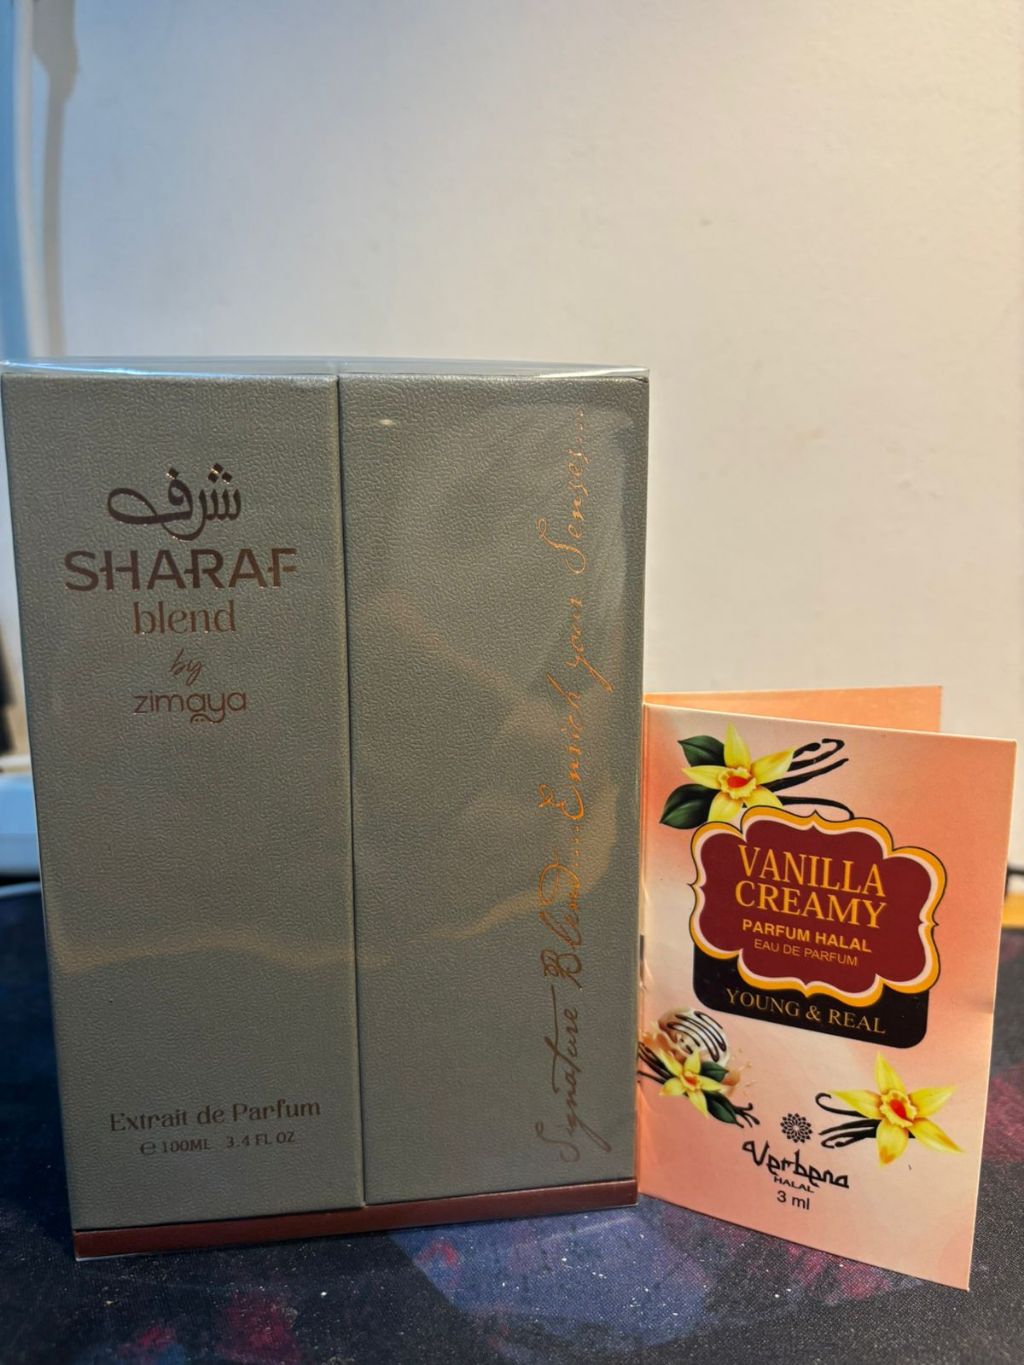 شرف
SHARAF
blend
by
zimaya
Extrait de Parfum
℮ 100ML 3.4 FL OZ
Signature Blend....Enrich your Senses....
VANILLA
CREAMY
PARFUM HALAL
EAU DE PARFUM
YOUNG & REAL
Verbena
HALAL
3 ml